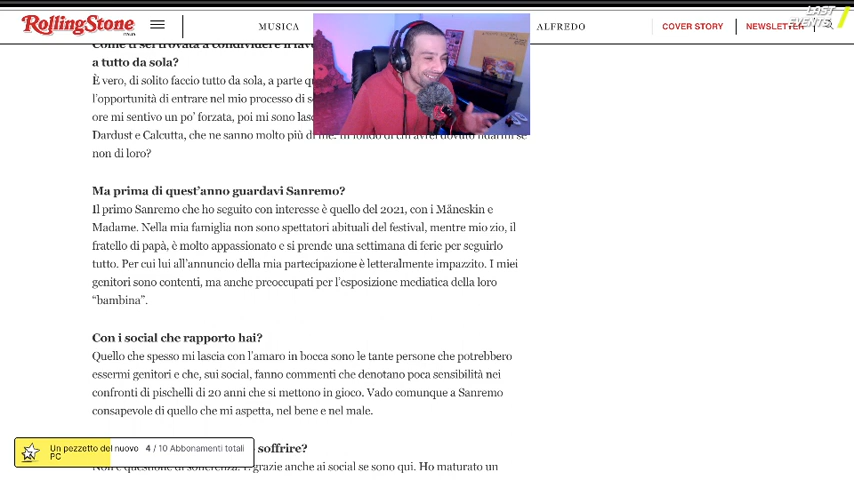 RollingStone
MUSICA
ALFREDO
COVER STORY
NEWSLETTER
LAST
EVENTS
Come ti sei trovata a condividere il
a tutto da sola?
È vero, di solito faccio tutto da sola, a parte
l’opportunità di entrare nel mio processo di
ore mi sentivo un po’ forzata, poi mi sono
Dardust e Calcutta, che ne sanno molto più di me. In fondo di chi avrei dovuto fidarmi se
non di loro?
Ma prima di quest’anno guardavi Sanremo?
Il primo Sanremo che ho seguito con interesse è quello del 2021, con i Måneskin e
Madame. Nella mia famiglia non sono spettatori abituali del festival, mentre mio zio, il
fratello di papà, è molto appassionato e si prende una settimana di ferie per seguirlo
tutto. Per cui lui all’annuncio della mia partecipazione è letteralmente impazzito. I miei
genitori sono contenti, ma anche preoccupati per l’esposizione mediatica della loro
“bambina”.
Con i social che rapporto hai?
Quello che spesso mi lascia con l’amaro in bocca sono le tante persone che potrebbero
essermi genitori e che, sui social, fanno commenti che denotano poca sensibilità nei
confronti di pischelli di 20 anni che si mettono in gioco. Vado comunque a Sanremo
consapevole di quello che mi aspetta, nel bene e nel male.
soffrire?
Un pezzetto del nuovo 4 / 10 Abbonamenti totali
PC
Non è questione di sofferenza. grazie anche ai social se sono qui. Ho maturato un